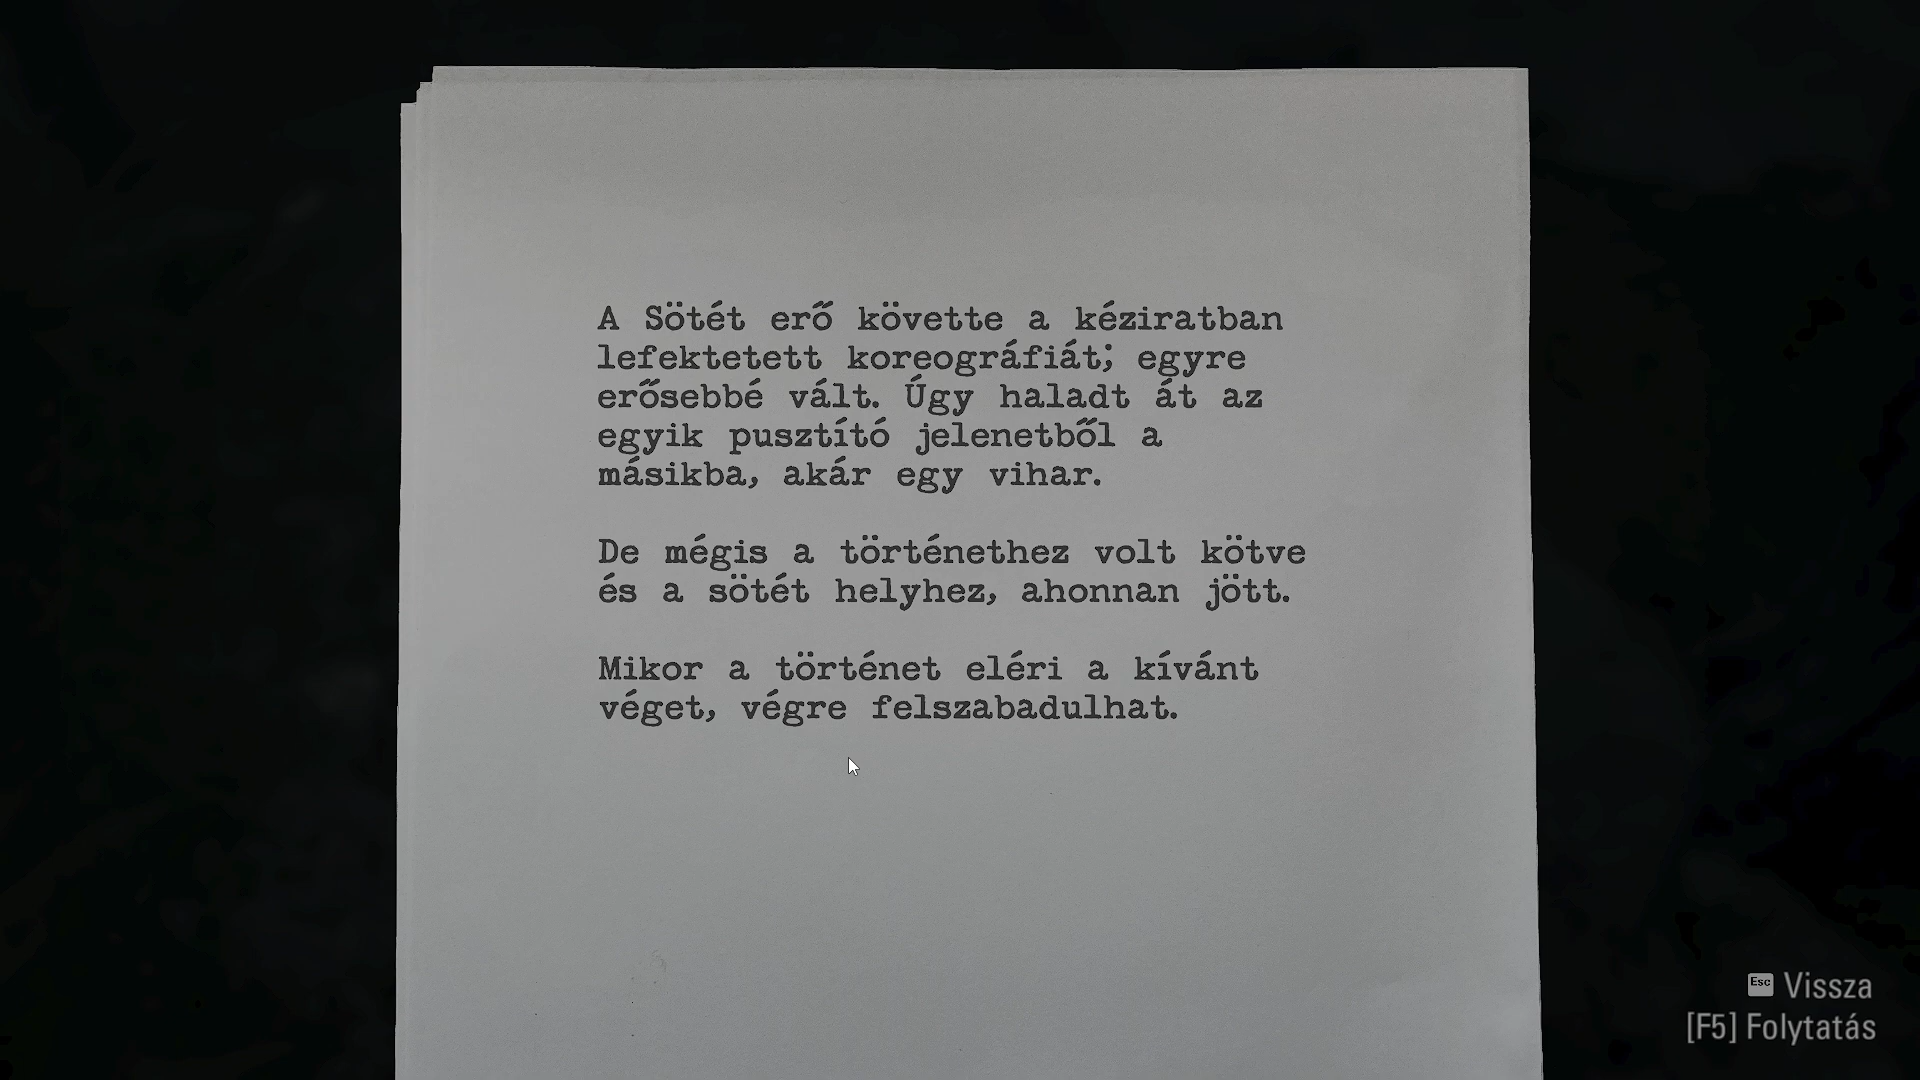 A Sötét erő követte a kéziratban
lefektetett koreográfiát; egyre
erősebbé vált. Úgy haladt át az
egyik pusztító jelenetből a
másikba, akár egy vihar.
De mégis a történethez volt kötve
és a sötét helyhez, ahonnan jött.
Mikor a történet eléri a kívánt
véget, végre felszabadulhat.
Esc Vissza
[F5] Folytatás